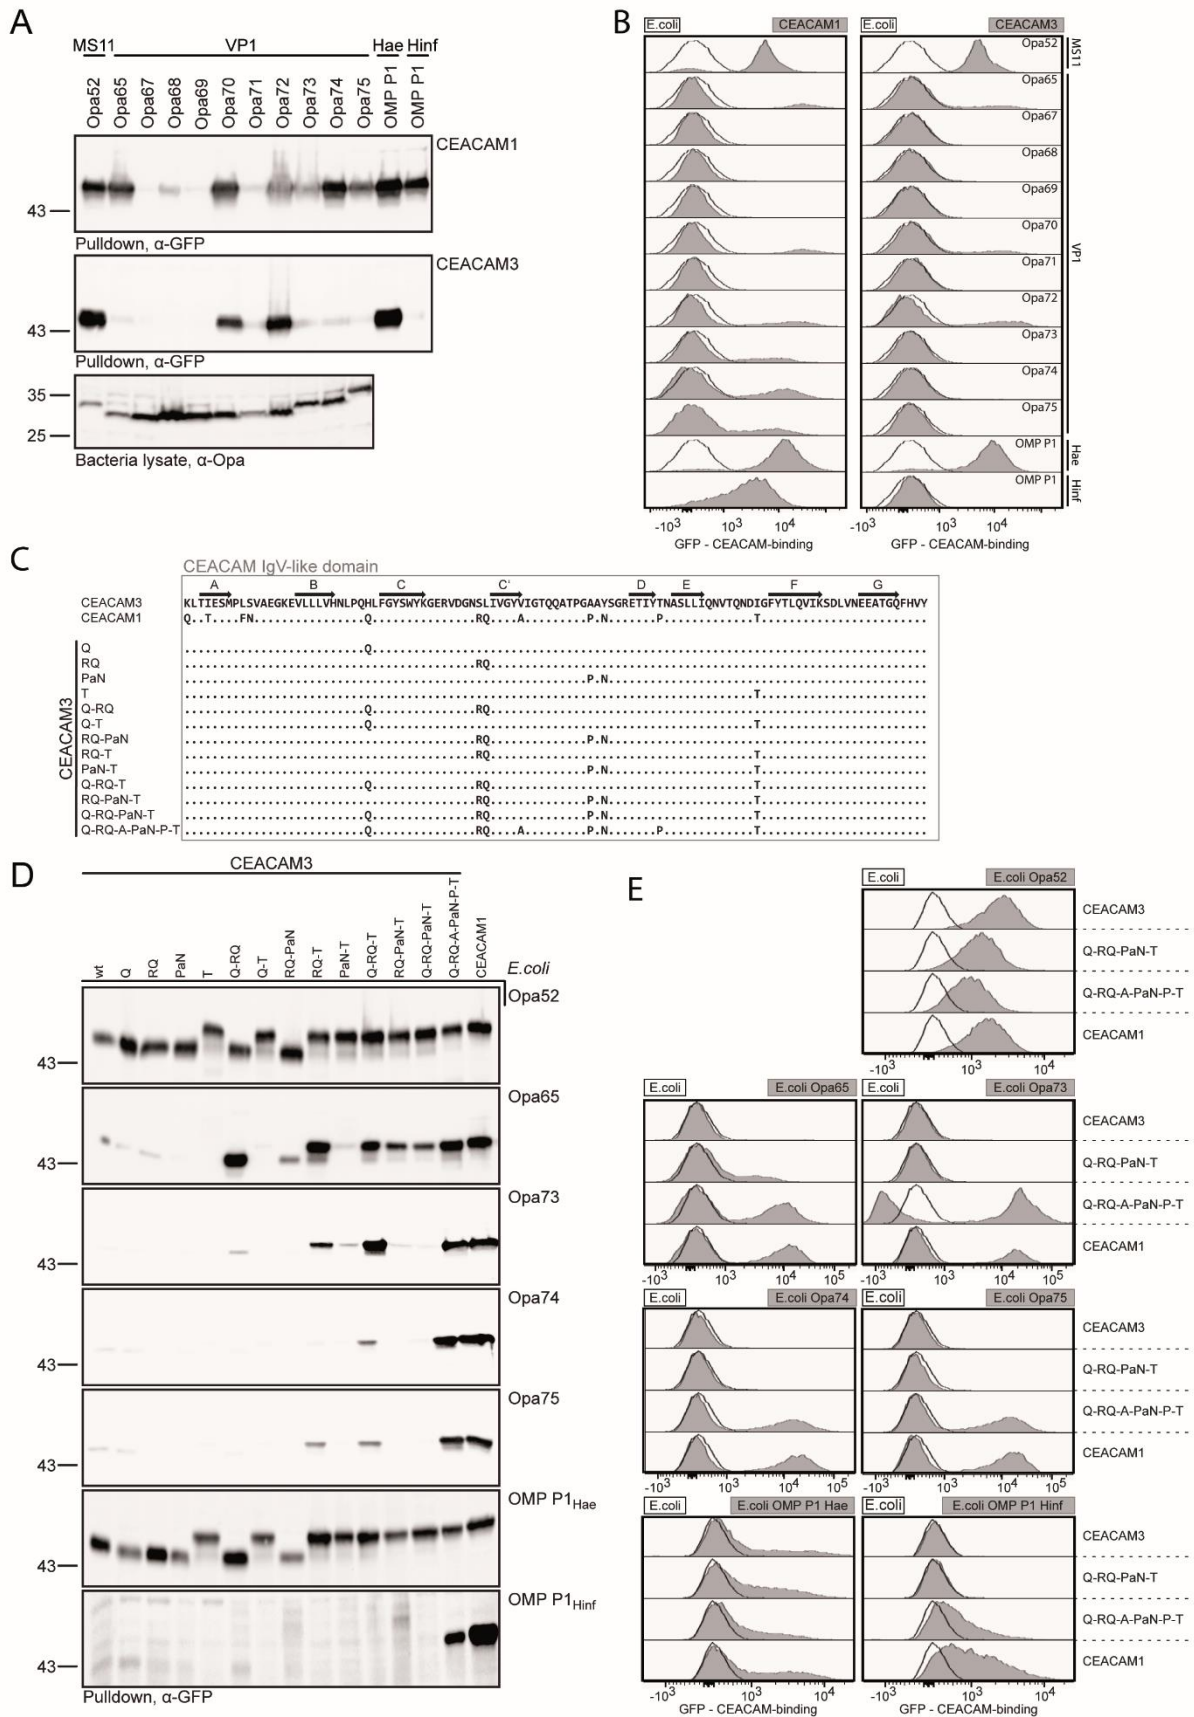 A
MS11 VP1 Hae Hinf
Opa52 Opa65 Opa67 Opa68 Opa69 Opa70 Opa71 Opa72 Opa73 Opa74 Opa75 OMP P1 OMP P1
CEACAM1
43
Pulldown, α-GFP
CEACAM3
43
Pulldown, α-GFP
35
25
Bacteria lysate, α-Opa
B
E.coli CEACAM1 E.coli CEACAM3
Opa52 MS11
Opa65
Opa67
Opa68
Opa69
Opa70
VP1
Opa71
Opa72
Opa73
Opa74
Opa75
OMP P1 Hae
OMP P1 Hinf
-10³ 10³ 10⁴ -10³ 10³ 10⁴
GFP - CEACAM-binding GFP - CEACAM-binding
C
CEACAM IgV-like domain
A B C C' D E F G
CEACAM3 KLTIESMPLSVAEGKEVLLLVHNLPQHLFGYSWYKGERVDGNSLIVGYVIGTQQATPGAAYSGRETIYTNASLLIQNVTQNDIGFYTLQVIKSDLVNEEATGQFHVY
CEACAM1 Q..T....FN................Q...............RQ....A.........P.N.......P.............T........................
CEACAM3
Q ..........................Q................................................................................
RQ ..........................................RQ...............................................................
PaN ..........................................................P.N..............................................
T ..................................................................................T........................
Q-RQ ..........................Q...............RQ...............................................................
Q-T ..........................Q.......................................................T........................
RQ-PaN ..........................................RQ..............P.N..............................................
RQ-T ..........................................RQ......................................T........................
PaN-T ..........................................................P.N.....................T........................
Q-RQ-T ..........................Q...............RQ......................................T........................
RQ-PaN-T ..........................................RQ..............P.N.....................T........................
Q-RQ-PaN-T ..........................Q...............RQ..............P.N.....................T........................
Q-RQ-A-PaN-P-T ..........................Q...............RQ....A.........P.N.......P.............T........................
D
CEACAM3
wt Q RQ PaN T Q-RQ Q-T RQ-PaN RQ-T PaN-T Q-RQ-T RQ-PaN-T Q-RQ-PaN-T Q-RQ-A-PaN-P-T CEACAM1
E.coli
Opa52
43
Opa65
43
Opa73
43
Opa74
43
Opa75
43
OMP P1Hae
43
OMP P1Hinf
43
Pulldown, α-GFP
E
E.coli E.coli Opa52
CEACAM3
Q-RQ-PaN-T
Q-RQ-A-PaN-P-T
CEACAM1
-10³ 10³ 10⁴
E.coli E.coli Opa65 E.coli E.coli Opa73
CEACAM3
Q-RQ-PaN-T
Q-RQ-A-PaN-P-T
CEACAM1
-10³ 10³ 10⁴ 10⁵ -10³ 10³ 10⁴ 10⁵
E.coli E.coli Opa74 E.coli E.coli Opa75
CEACAM3
Q-RQ-PaN-T
Q-RQ-A-PaN-P-T
CEACAM1
-10³ 10³ 10⁴ 10⁵ -10³ 10³ 10⁴ 10⁵
E.coli E.coli OMP P1 Hae E.coli E.coli OMP P1 Hinf
CEACAM3
Q-RQ-PaN-T
Q-RQ-A-PaN-P-T
CEACAM1
-10³ 10³ 10⁴ -10³ 10³ 10⁴
GFP - CEACAM-binding GFP - CEACAM-binding